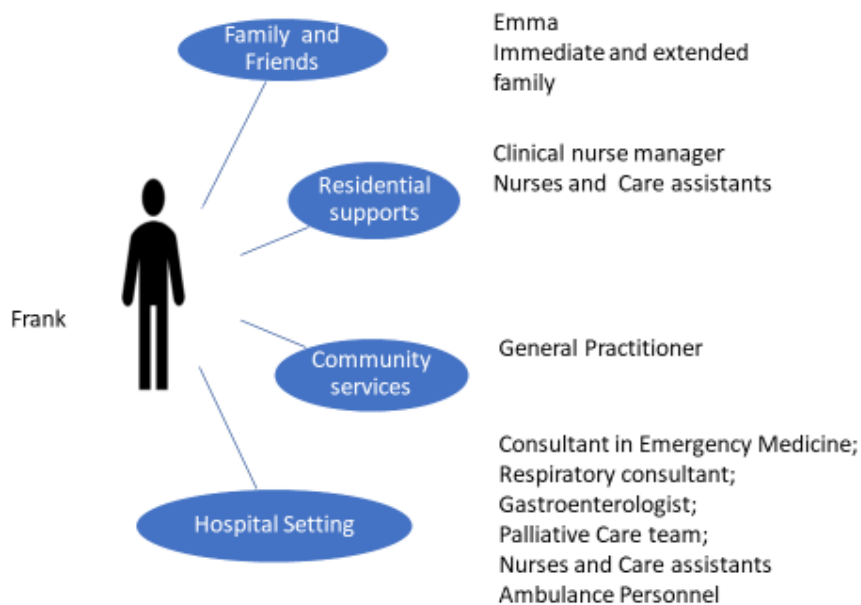 Family and
Friends
Emma
Immediate and extended
family
Residential
supports
Clinical nurse manager
Nurses and Care assistants
Frank
Community
services
General Practitioner
Hospital Setting
Consultant in Emergency Medicine;
Respiratory consultant;
Gastroenterologist;
Palliative Care team;
Nurses and Care assistants
Ambulance Personnel